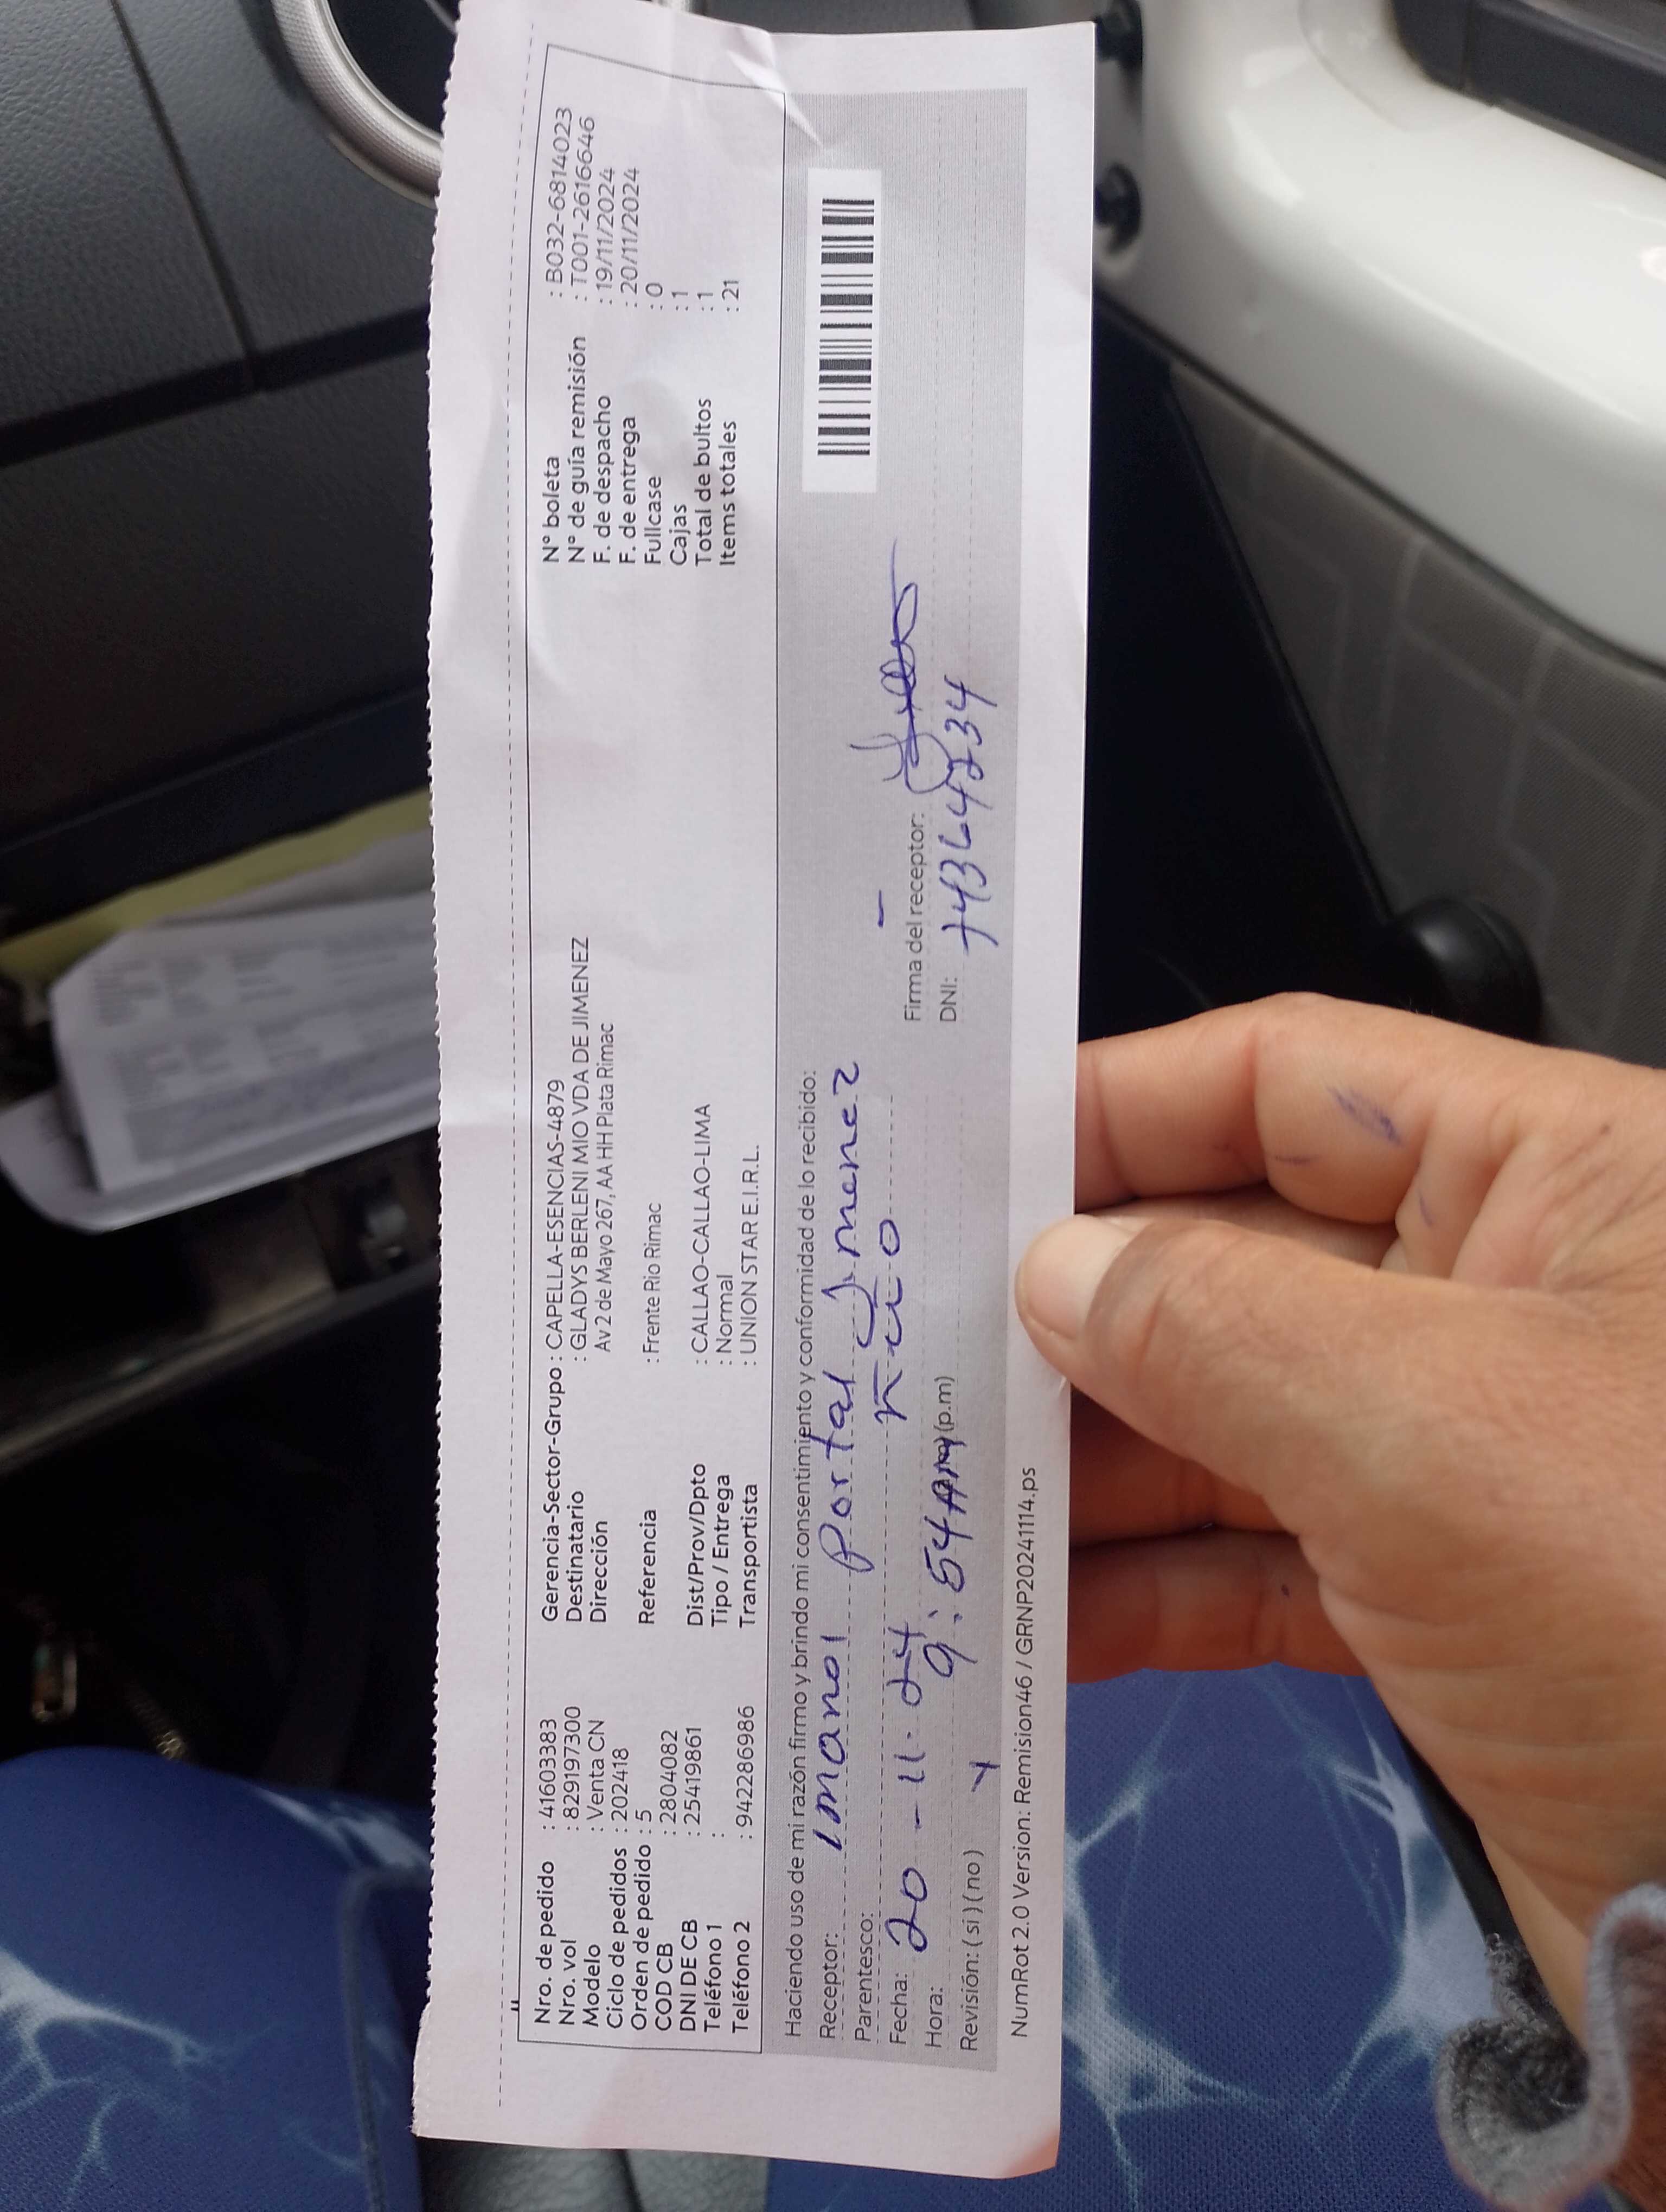 Nro. de pedido : 41603383
Nro. vol : 829197300
Modelo : Venta CN
Ciclo de pedidos : 202418
Orden de pedido : 5
COD CB : 2804082
DNI DE CB : 25419861
Teléfono 1 :
Teléfono 2 : 942286986
Gerencia-Sector-Grupo : CAPELLA-ESENCIAS-4879
Destinatario : GLADYS BERLENI MIO VDA DE JIMENEZ
Dirección Av 2 de Mayo 267, AA HH Plata Rimac
Referencia : Frente Rio Rimac
Dist/Prov/Dpto : CALLAO-CALLAO-LIMA
Tipo / Entrega : Normal
Transportista : UNION STAR E.I.R.L.
N° boleta : B032-6814023
N° de guía remisión : T001-2616646
F. de despacho : 19/11/2024
F. de entrega : 20/11/2024
Fullcase : 0
Cajas : 1
Total de bultos : 1
Items totales : 21
Haciendo uso de mi razón firmo y brindo mi consentimiento y conformidad de lo recibido:
Receptor: Imanol Portal Jimenez
Parentesco:
Fecha: 20-11-24
Hora: 9:54 (p.m)
Revisión: ( si ) ( no )
Firma del receptor:
DNI:
NumRot 2.0 Version: Remision46 / GRNP20241114.ps